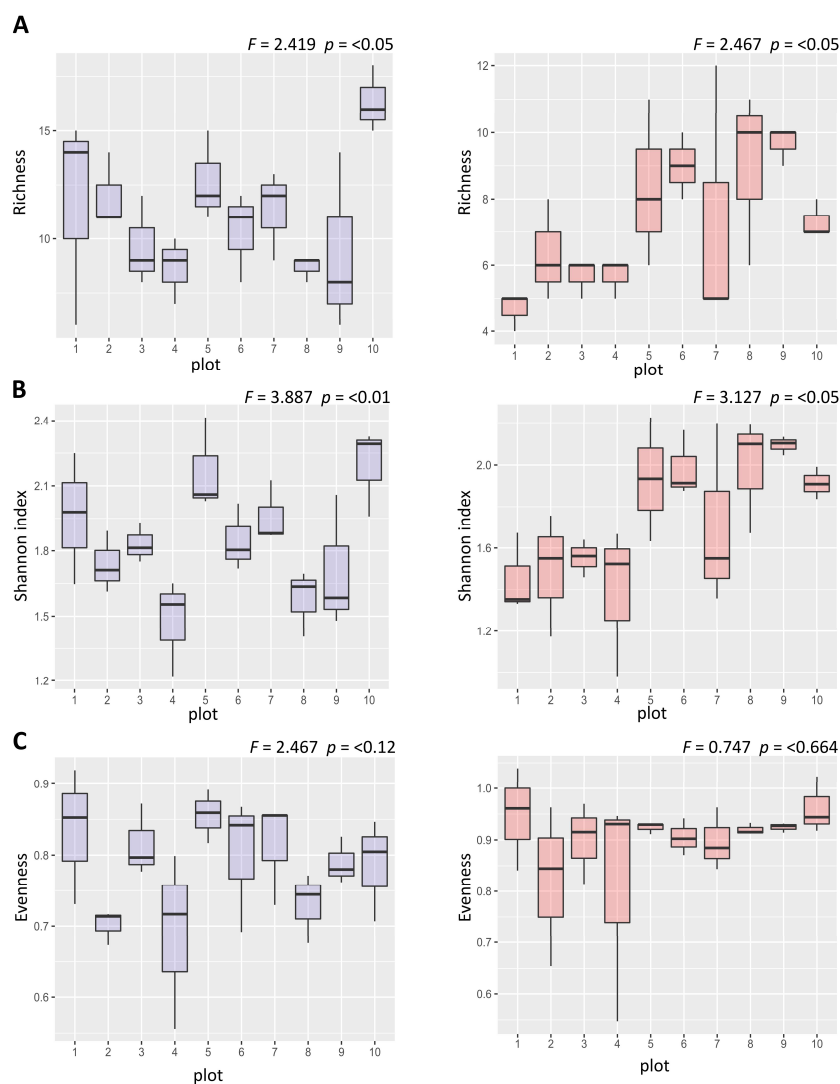 A
F = 2.419 p = <0.05
F = 2.467 p = <0.05
Richness
15
10
1 2 3 4 5 6 7 8 9 10
plot
Richness
12
10
8
6
4
1 2 3 4 5 6 7 8 9 10
plot
B
F = 3.887 p = <0.01
F = 3.127 p = <0.05
Shannon index
2.4
2.1
1.8
1.5
1.2
1 2 3 4 5 6 7 8 9 10
plot
Shannon index
2.0
1.6
1.2
1 2 3 4 5 6 7 8 9 10
plot
C
F = 2.467 p = <0.12
F = 0.747 p = <0.664
Evenness
0.9
0.8
0.7
0.6
1 2 3 4 5 6 7 8 9 10
plot
Evenness
1.0
0.9
0.8
0.7
0.6
1 2 3 4 5 6 7 8 9 10
plot